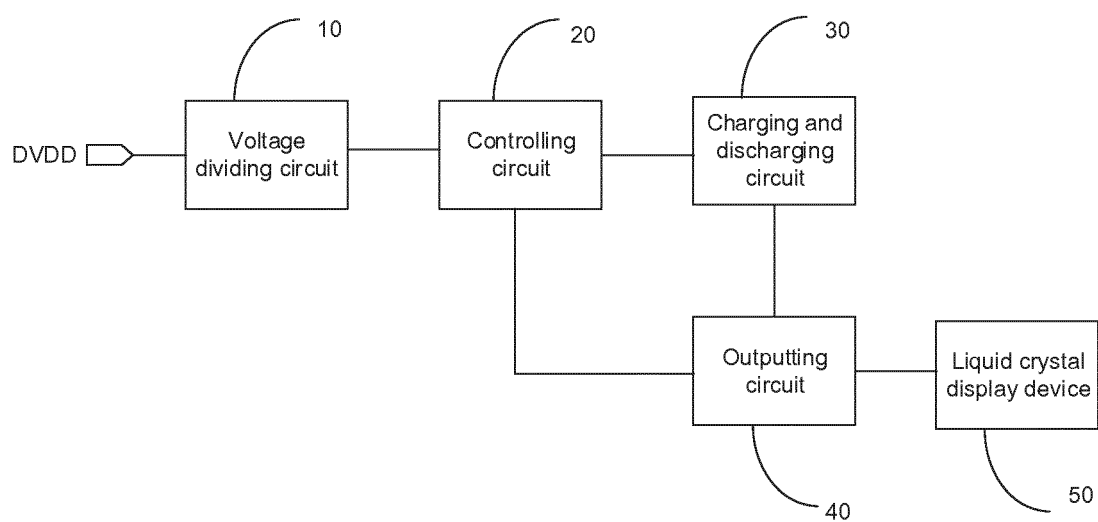 10
20
30
DVDD
Voltage
dividing circuit
Controlling
circuit
Charging and
discharging
circuit
Outputting
circuit
Liquid crystal
display device
40
50